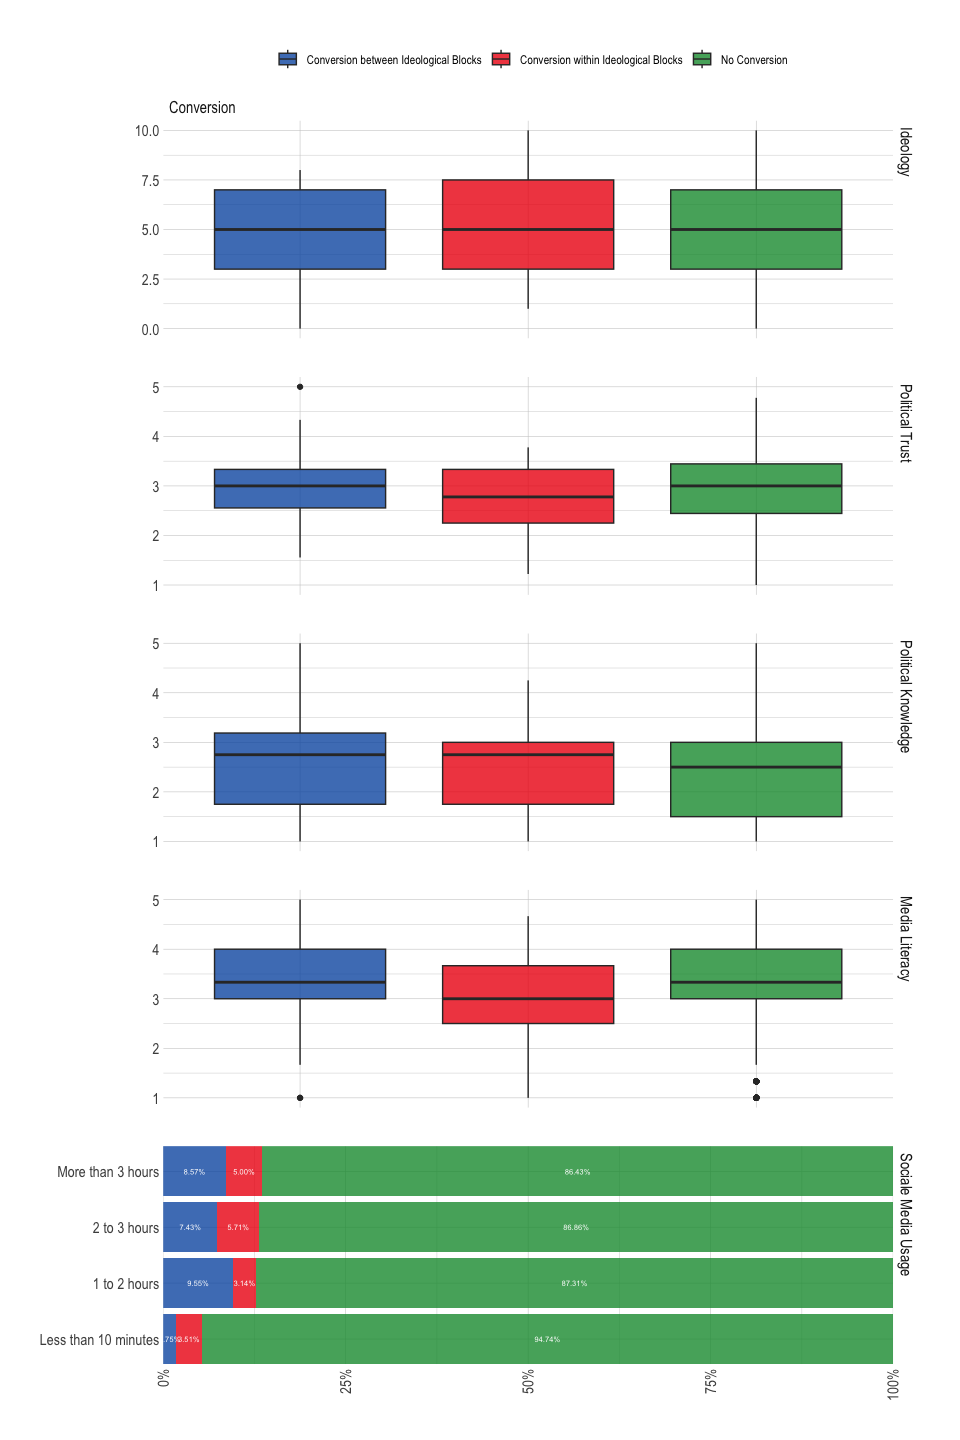 Conversion between Ideological Blocks Conversion within Ideological Blocks No Conversion
Conversion
Ideology
10.0
7.5
5.0
2.5
0.0
Political Trust
5
4
3
2
1
Political Knowledge
5
4
3
2
1
Media Literacy
5
4
3
2
1
Sociale Media Usage
More than 3 hours 8.57% 5.00% 86.43%
2 to 3 hours 7.43% 5.71% 86.86%
1 to 2 hours 9.55% 3.14% 87.31%
Less than 10 minutes 94.74%
0% 25% 50% 75% 100%